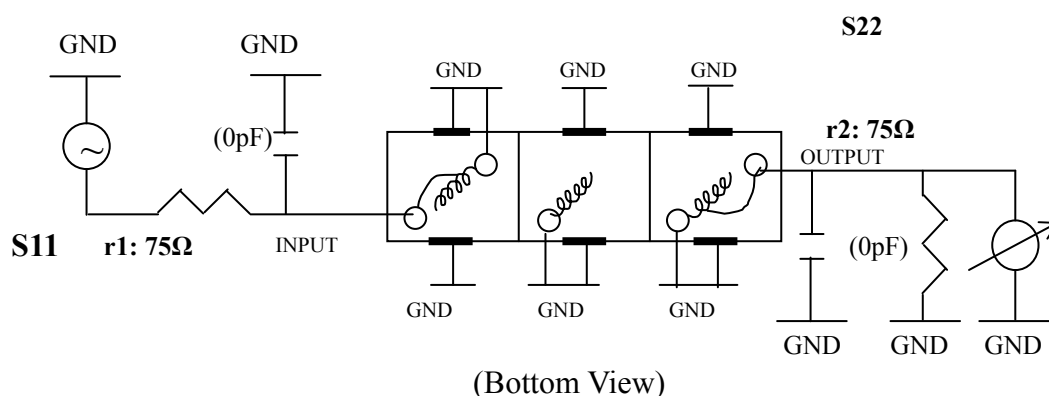 S22
GND
GND
GND
GND
GND
(0pF)
r2: 75Ω
OUTPUT
~
S11
r1: 75Ω
INPUT
(0pF)
GND
GND
GND
GND
GND
GND
(Bottom View)